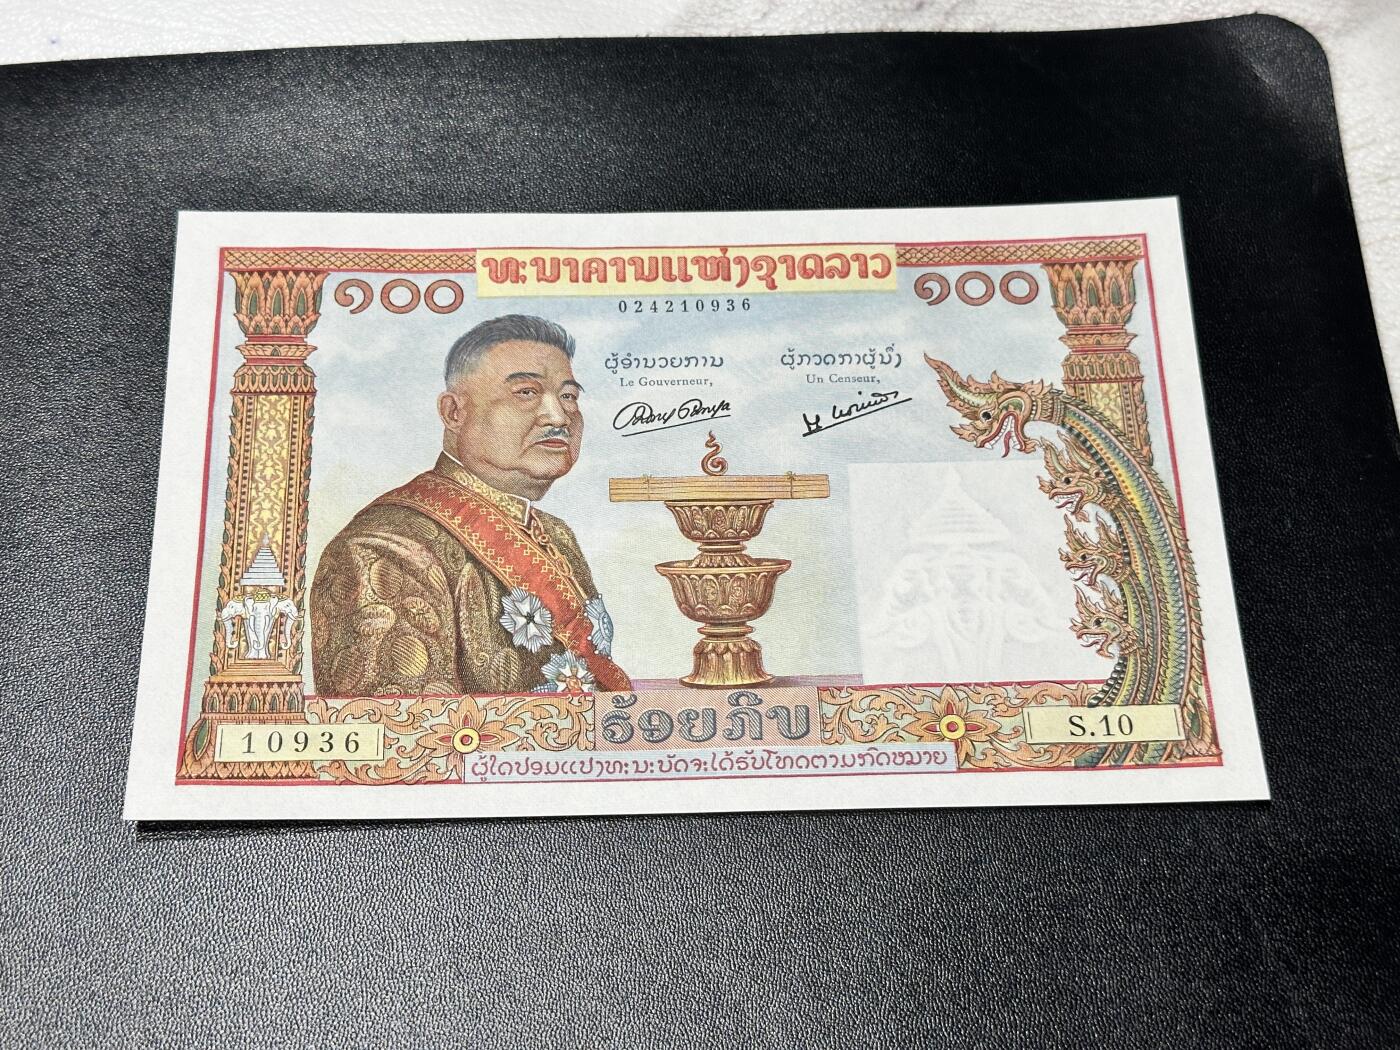 ທະນາຄານແຫ່ງຊາດລາວ
໑໐໐
໑໐໐
024210936
ຜູ້ອຳນວຍການ
Le Gouverneur,
ຜູ້ກວດກາຜູ້ນຶ່ງ
Un Censeur,
ຮ້ອຍກີບ
10936
S.10
ຜູ້ໃດປອມແປງທະນະບັດຈະໄດ້ຮັບໂທດຕາມກົດຫມາຍ